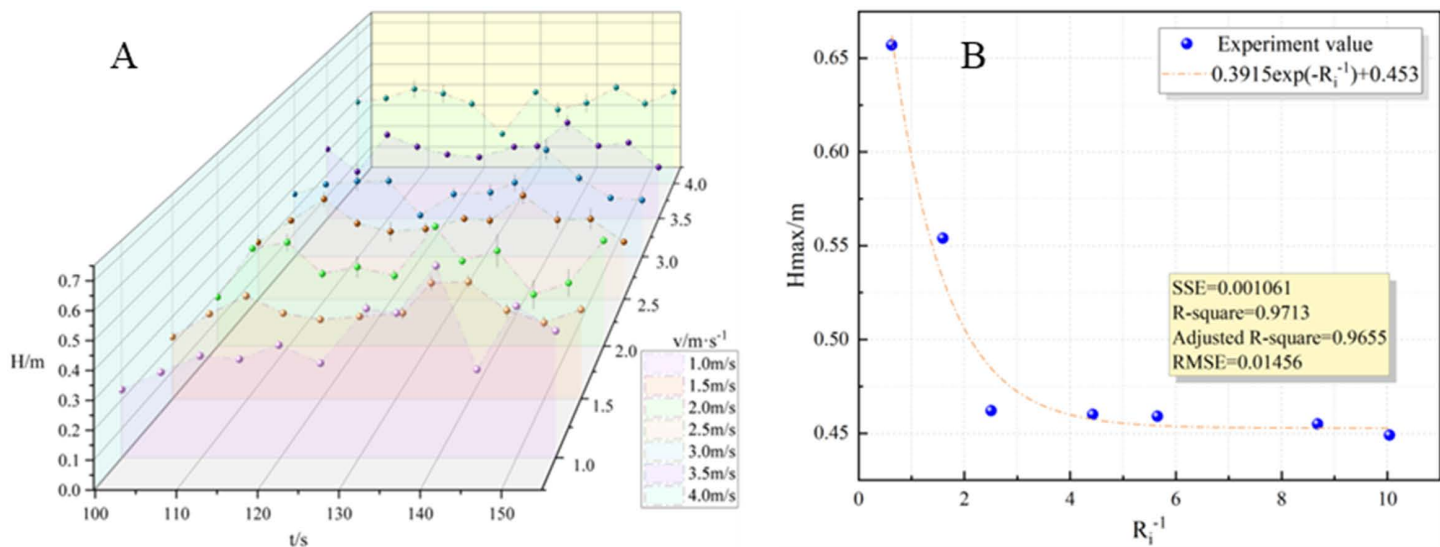 A
4.0
3.5
3.0
2.5
2.0
1.5
1.0
0.7
0.6
0.5
0.4
0.3
0.2
0.1
0.0
H/m
100
110
120
130
140
150
t/s
v/m·s⁻¹
1.0m/s
1.5m/s
2.0m/s
2.5m/s
3.0m/s
3.5m/s
4.0m/s
B
Experiment value
0.3915exp(-Rᵢ⁻¹)+0.453
0.65
0.60
0.55
0.50
0.45
Hmax/m
SSE=0.001061
R-square=0.9713
Adjusted R-square=0.9655
RMSE=0.01456
0
2
4
6
8
10
Rᵢ⁻¹